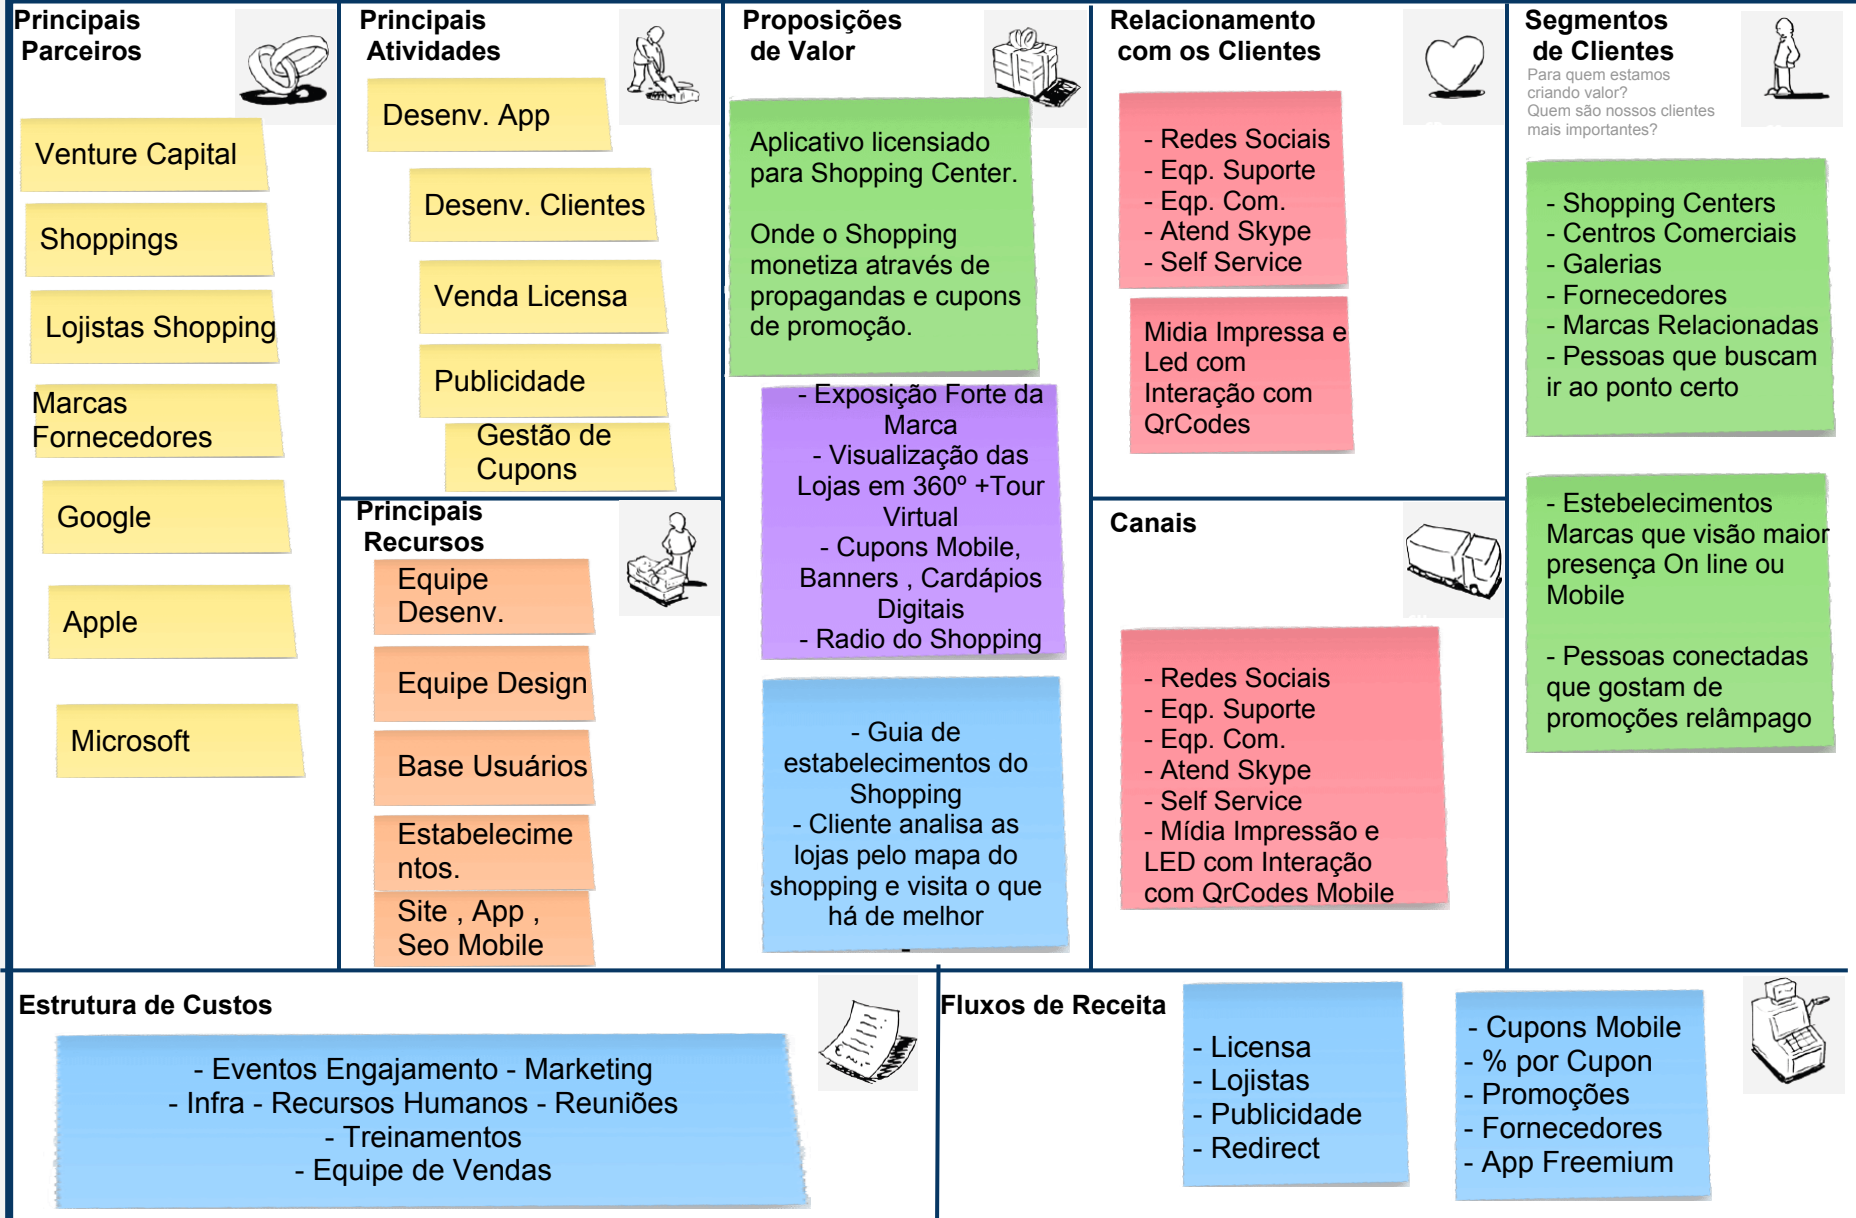 Principais
Parceiros
Venture Capital
Shoppings
Lojistas Shopping
Marcas
Fornecedores
Google
Apple
Microsoft
Principais
Atividades
Desenv. App
Desenv. Clientes
Venda Licensa
Publicidade
Gestão de
Cupons
Principais
Recursos
Equipe
Desenv.
Equipe Design
Base Usuários
Estabelecime
ntos.
Site , App ,
Seo Mobile
Proposições
de Valor
Aplicativo licensiado
para Shopping Center.
Onde o Shopping
monetiza através de
propagandas e cupons
de promoção.
- Exposição Forte da
Marca
- Visualização das
Lojas em 360º +Tour
Virtual
- Cupons Mobile,
Banners , Cardápios
Digitais
- Radio do Shopping
- Guia de
estabelecimentos do
Shopping
- Cliente analisa as
lojas pelo mapa do
shopping e visita o que
há de melhor
-
Relacionamento
com os Clientes
- Redes Sociais
- Eqp. Suporte
- Eqp. Com.
- Atend Skype
- Self Service
Midia Impressa e
Led com
Interação com
QrCodes
Canais
- Redes Sociais
- Eqp. Suporte
- Eqp. Com.
- Atend Skype
- Self Service
- Mídia Impressão e
LED com Interação
com QrCodes Mobile
Segmentos
de Clientes
Para quem estamos
criando valor?
Quem são nossos clientes
mais importantes?
- Shopping Centers
- Centros Comerciais
- Galerias
- Fornecedores
- Marcas Relacionadas
- Pessoas que buscam
ir ao ponto certo
- Estebelecimentos
Marcas que visão maior
presença On line ou
Mobile
- Pessoas conectadas
que gostam de
promoções relâmpago
Estrutura de Custos
- Eventos Engajamento - Marketing
- Infra - Recursos Humanos - Reuniões
- Treinamentos
- Equipe de Vendas
Fluxos de Receita
- Licensa
- Lojistas
- Publicidade
- Redirect
- Cupons Mobile
- % por Cupon
- Promoções
- Fornecedores
- App Freemium